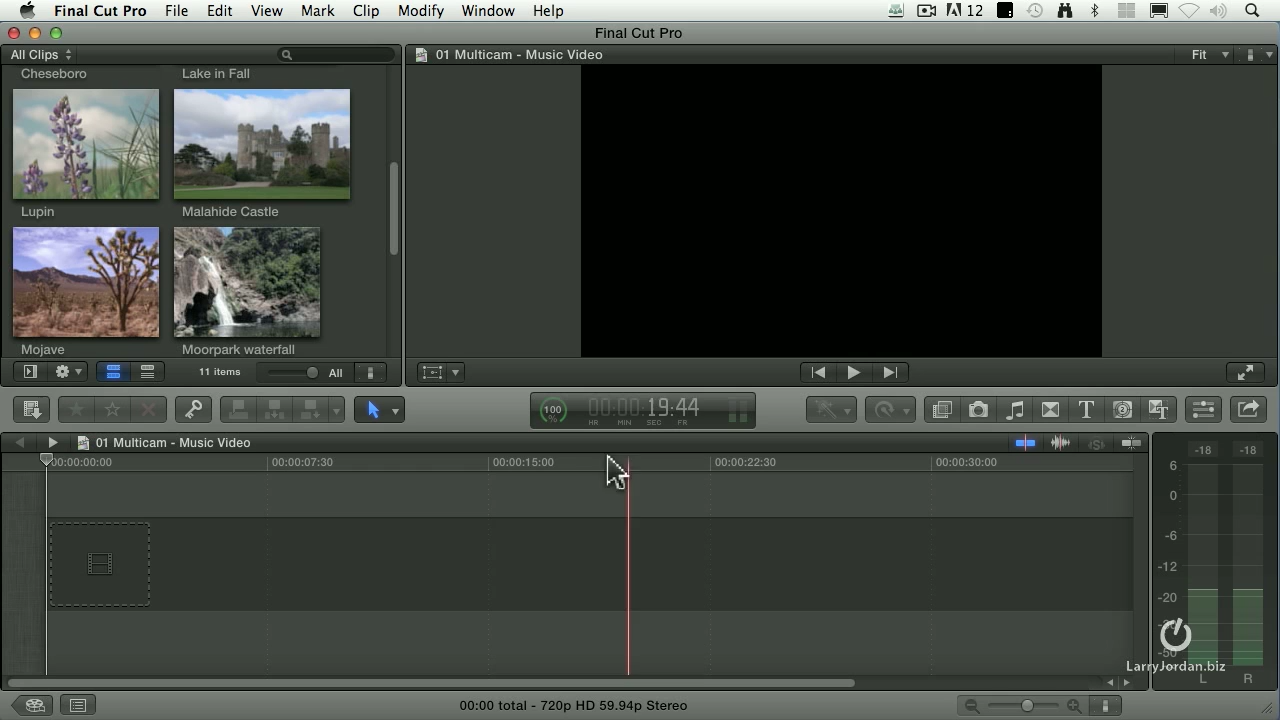 Final Cut Pro File Edit View Mark Clip Modify Window Help
12
Final Cut Pro
All Clips
01 Multicam - Music Video
Fit
Cheseboro
Lake in Fall
Lupin
Malahide Castle
Mojave
Moorpark waterfall
11 items
All
100
%
00:00:19:44
HR MIN SEC FR
01 Multicam - Music Video
00:00:00:00
00:00:07:30
00:00:15:00
00:00:22:30
00:00:30:00
-18
-18
6
0
-6
-12
-20
-50
LarryJordan.biz
L
R
00:00 total - 720p HD 59.94p Stereo